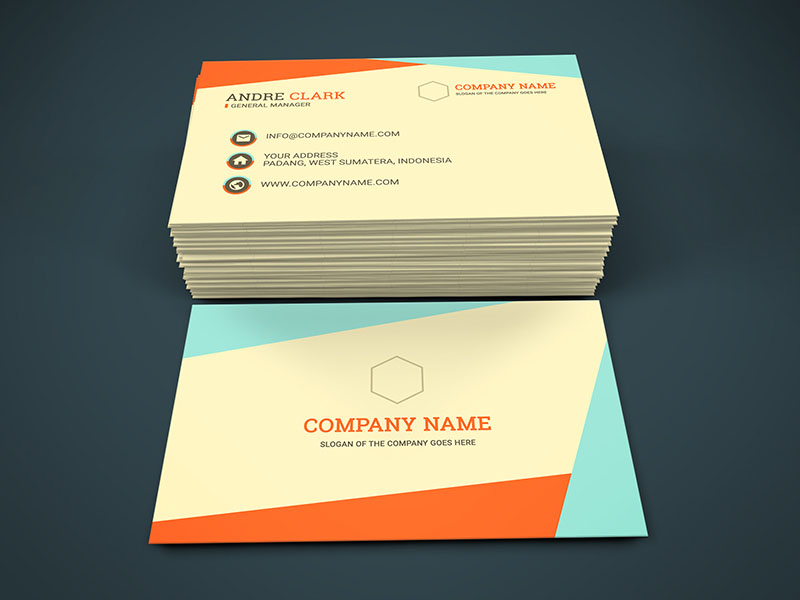 ANDRE CLARK
GENERAL MANAGER
COMPANY NAME
SLOGAN OF THE COMPANY GOES HERE
INFO@COMPANYNAME.COM
YOUR ADDRESS
PADANG, WEST SUMATERA, INDONESIA
WWW.COMPANYNAME.COM
COMPANY NAME
SLOGAN OF THE COMPANY GOES HERE